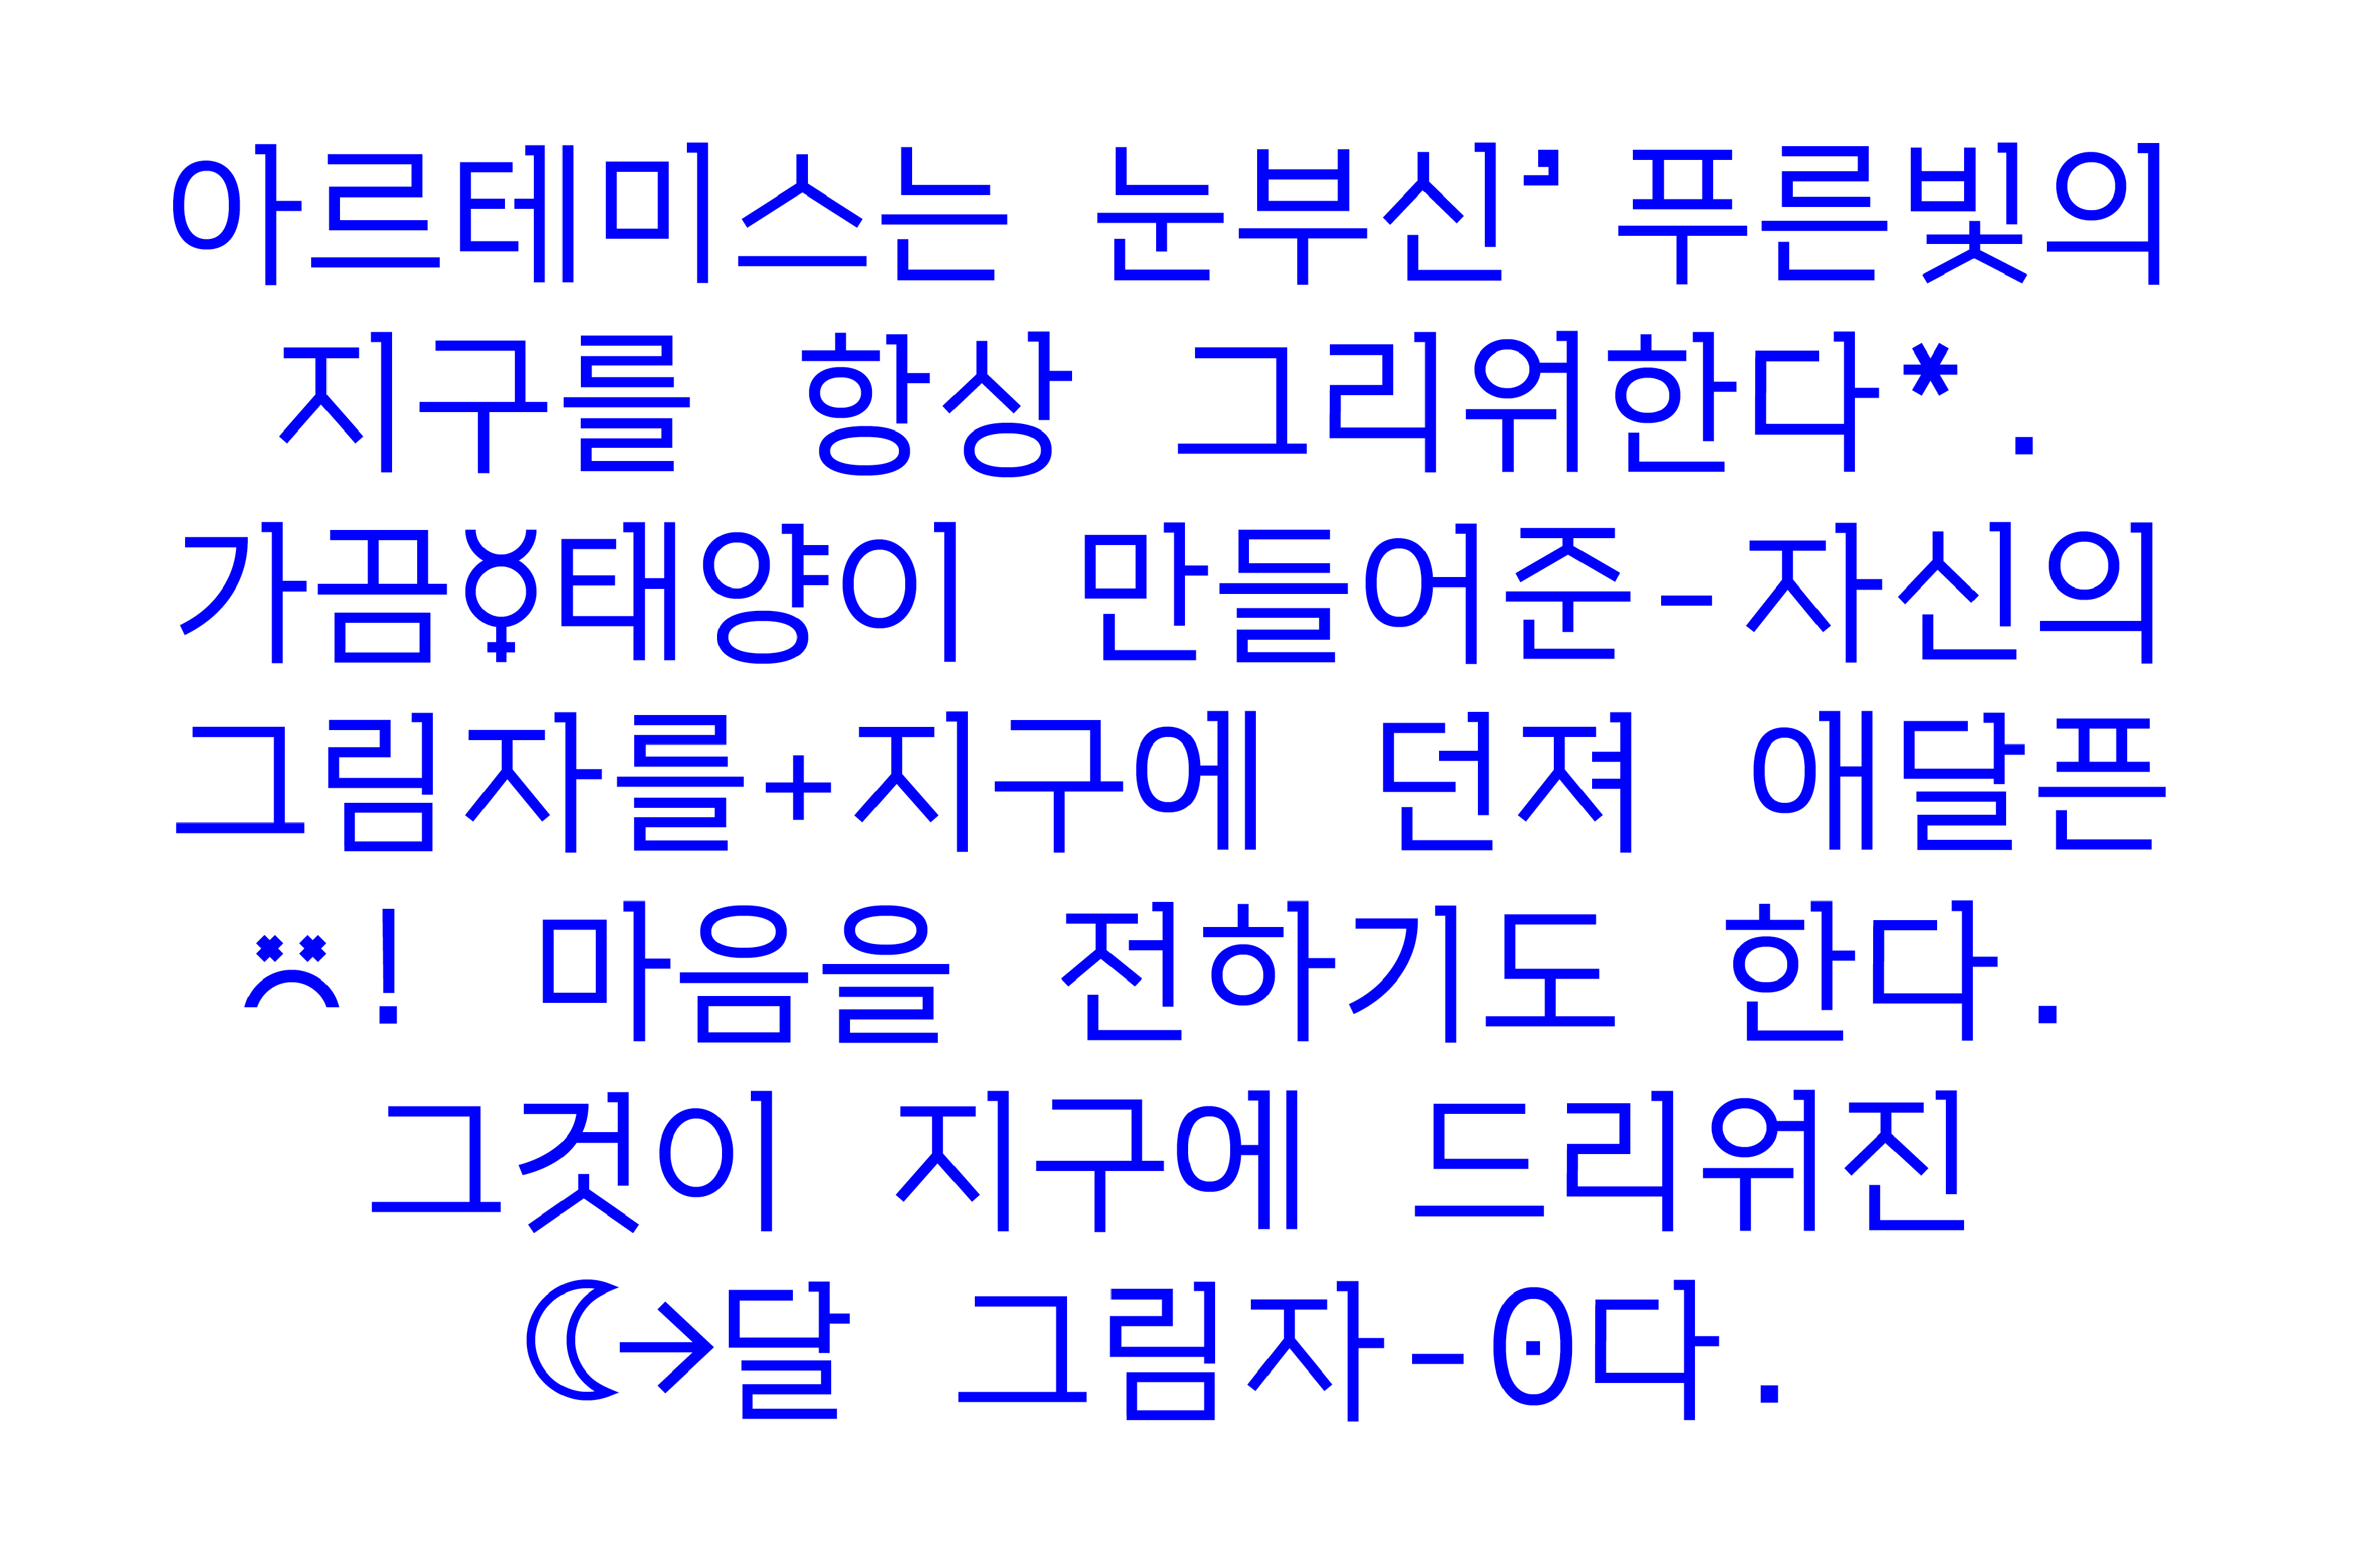 아르테미스는 눈부신’ 푸른빛의
지구를 항상 그리워한다* .
가끔☿태양이 만들어준-자신의
그림자를+지구에 던져 애달픈
! 마음을 전하기도 한다.
그것이 지구에 드리워진
☾→달 그림자-0다.